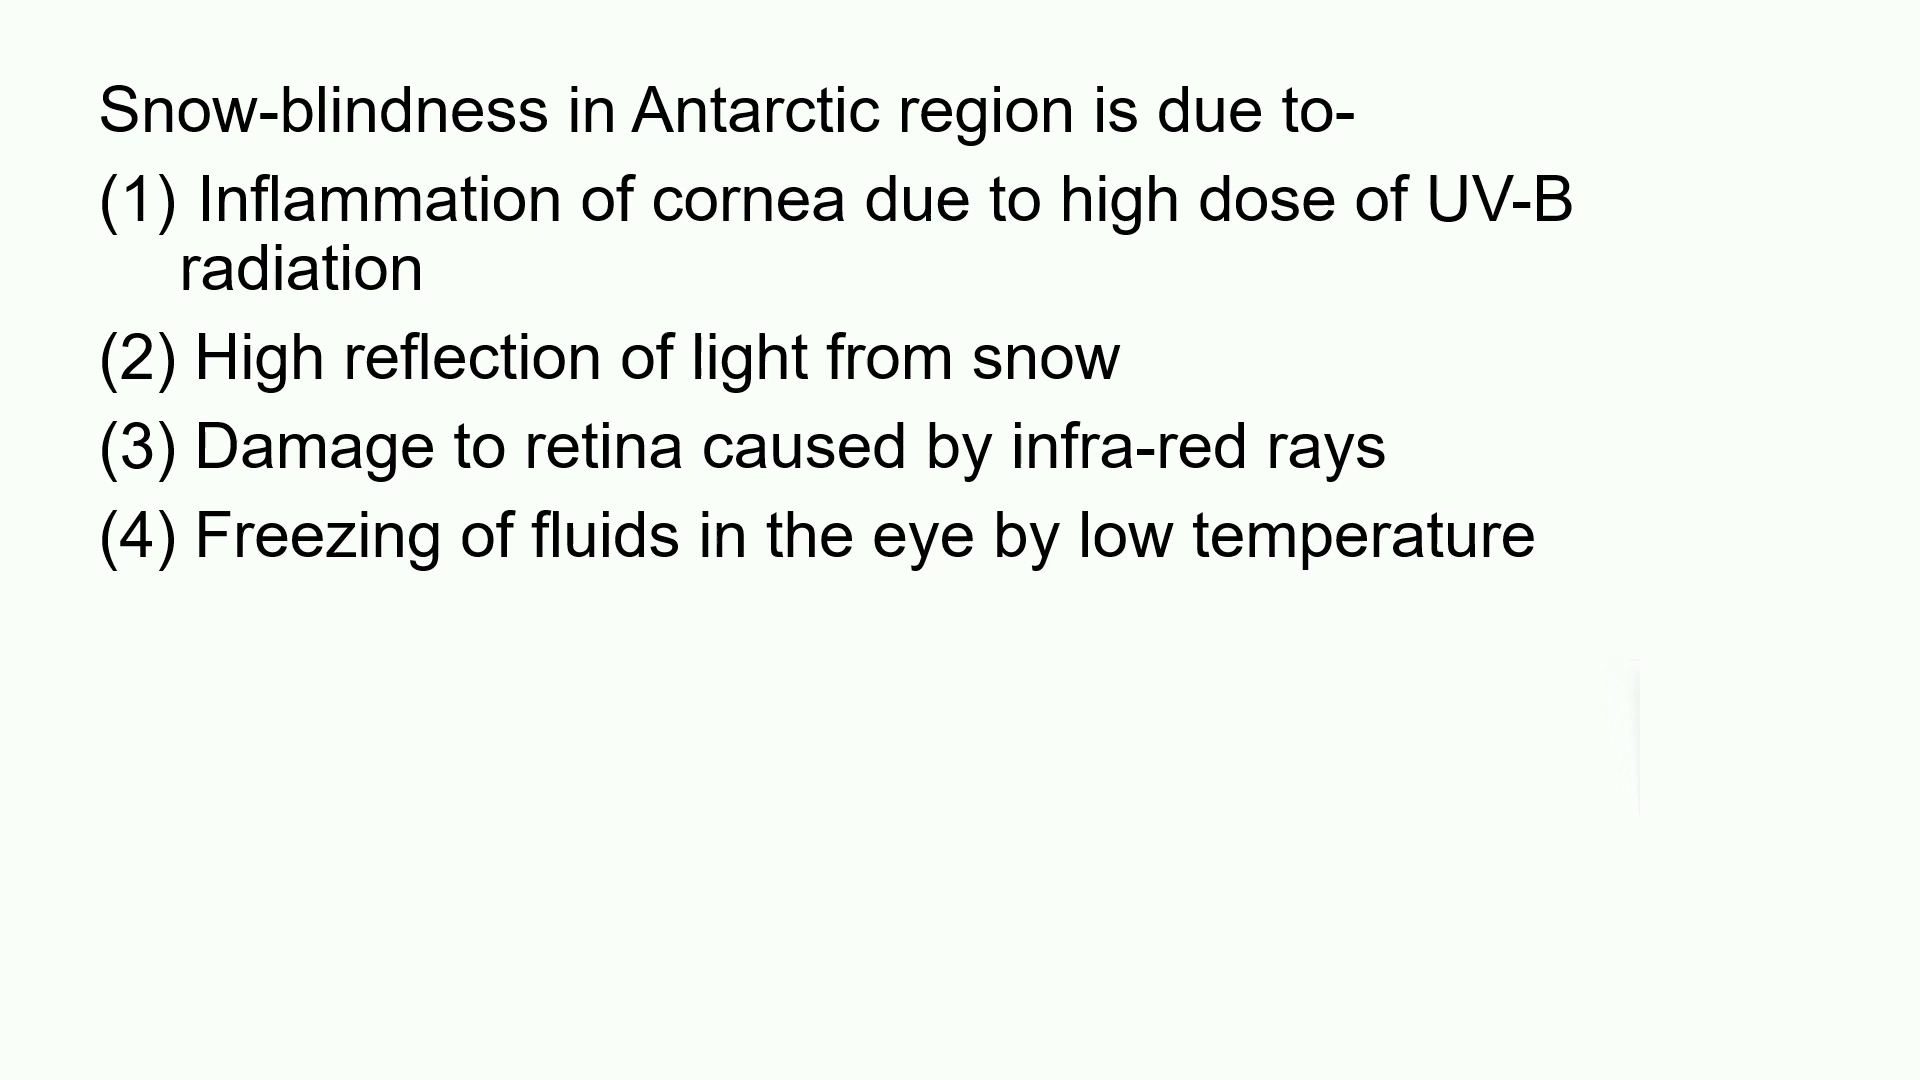 Snow-blindness in Antarctic region is due to-
(1) Inflammation of cornea due to high dose of UV-B
radiation
(2) High reflection of light from snow
(3) Damage to retina caused by infra-red rays
(4) Freezing of fluids in the eye by low temperature